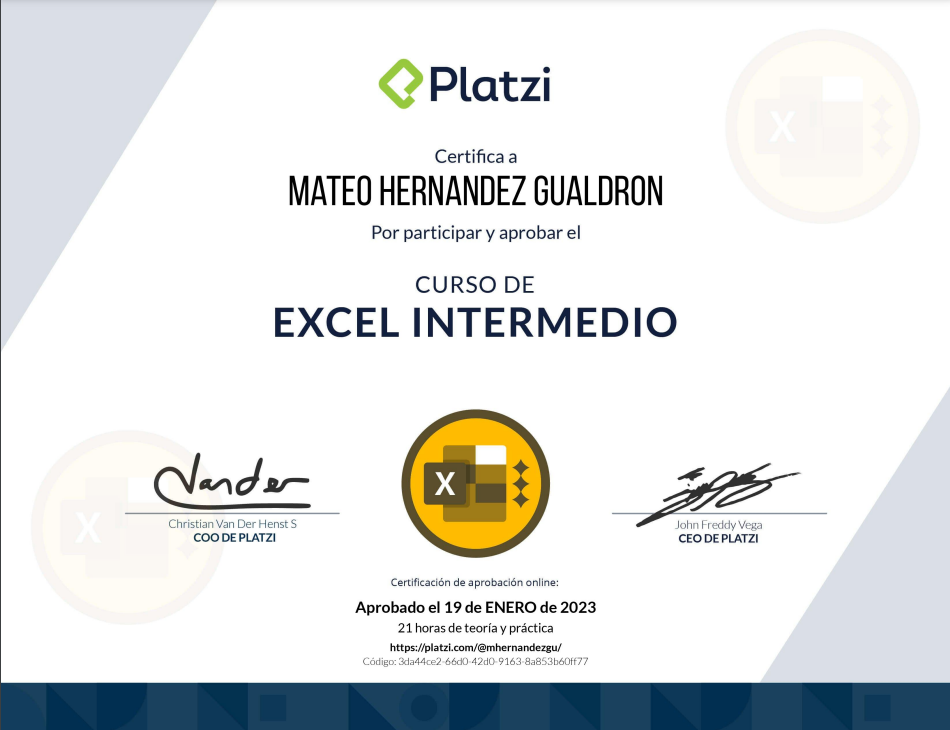 Platzi
Certifica a
MATEO HERNANDEZ GUALDRON
Por participar y aprobar el
CURSO DE
EXCEL INTERMEDIO
X
X
Vander
X
Christian Van Der Henst S
COO DE PLATZI
John Freddy Vega
CEO DE PLATZI
Certificación de aprobación online:
Aprobado el 19 de ENERO de 2023
21 horas de teoría y práctica
https://platzi.com/@mhernandezgu/
Código: 3da44ce2-66d0-42d0-9163-8a853b60ff77